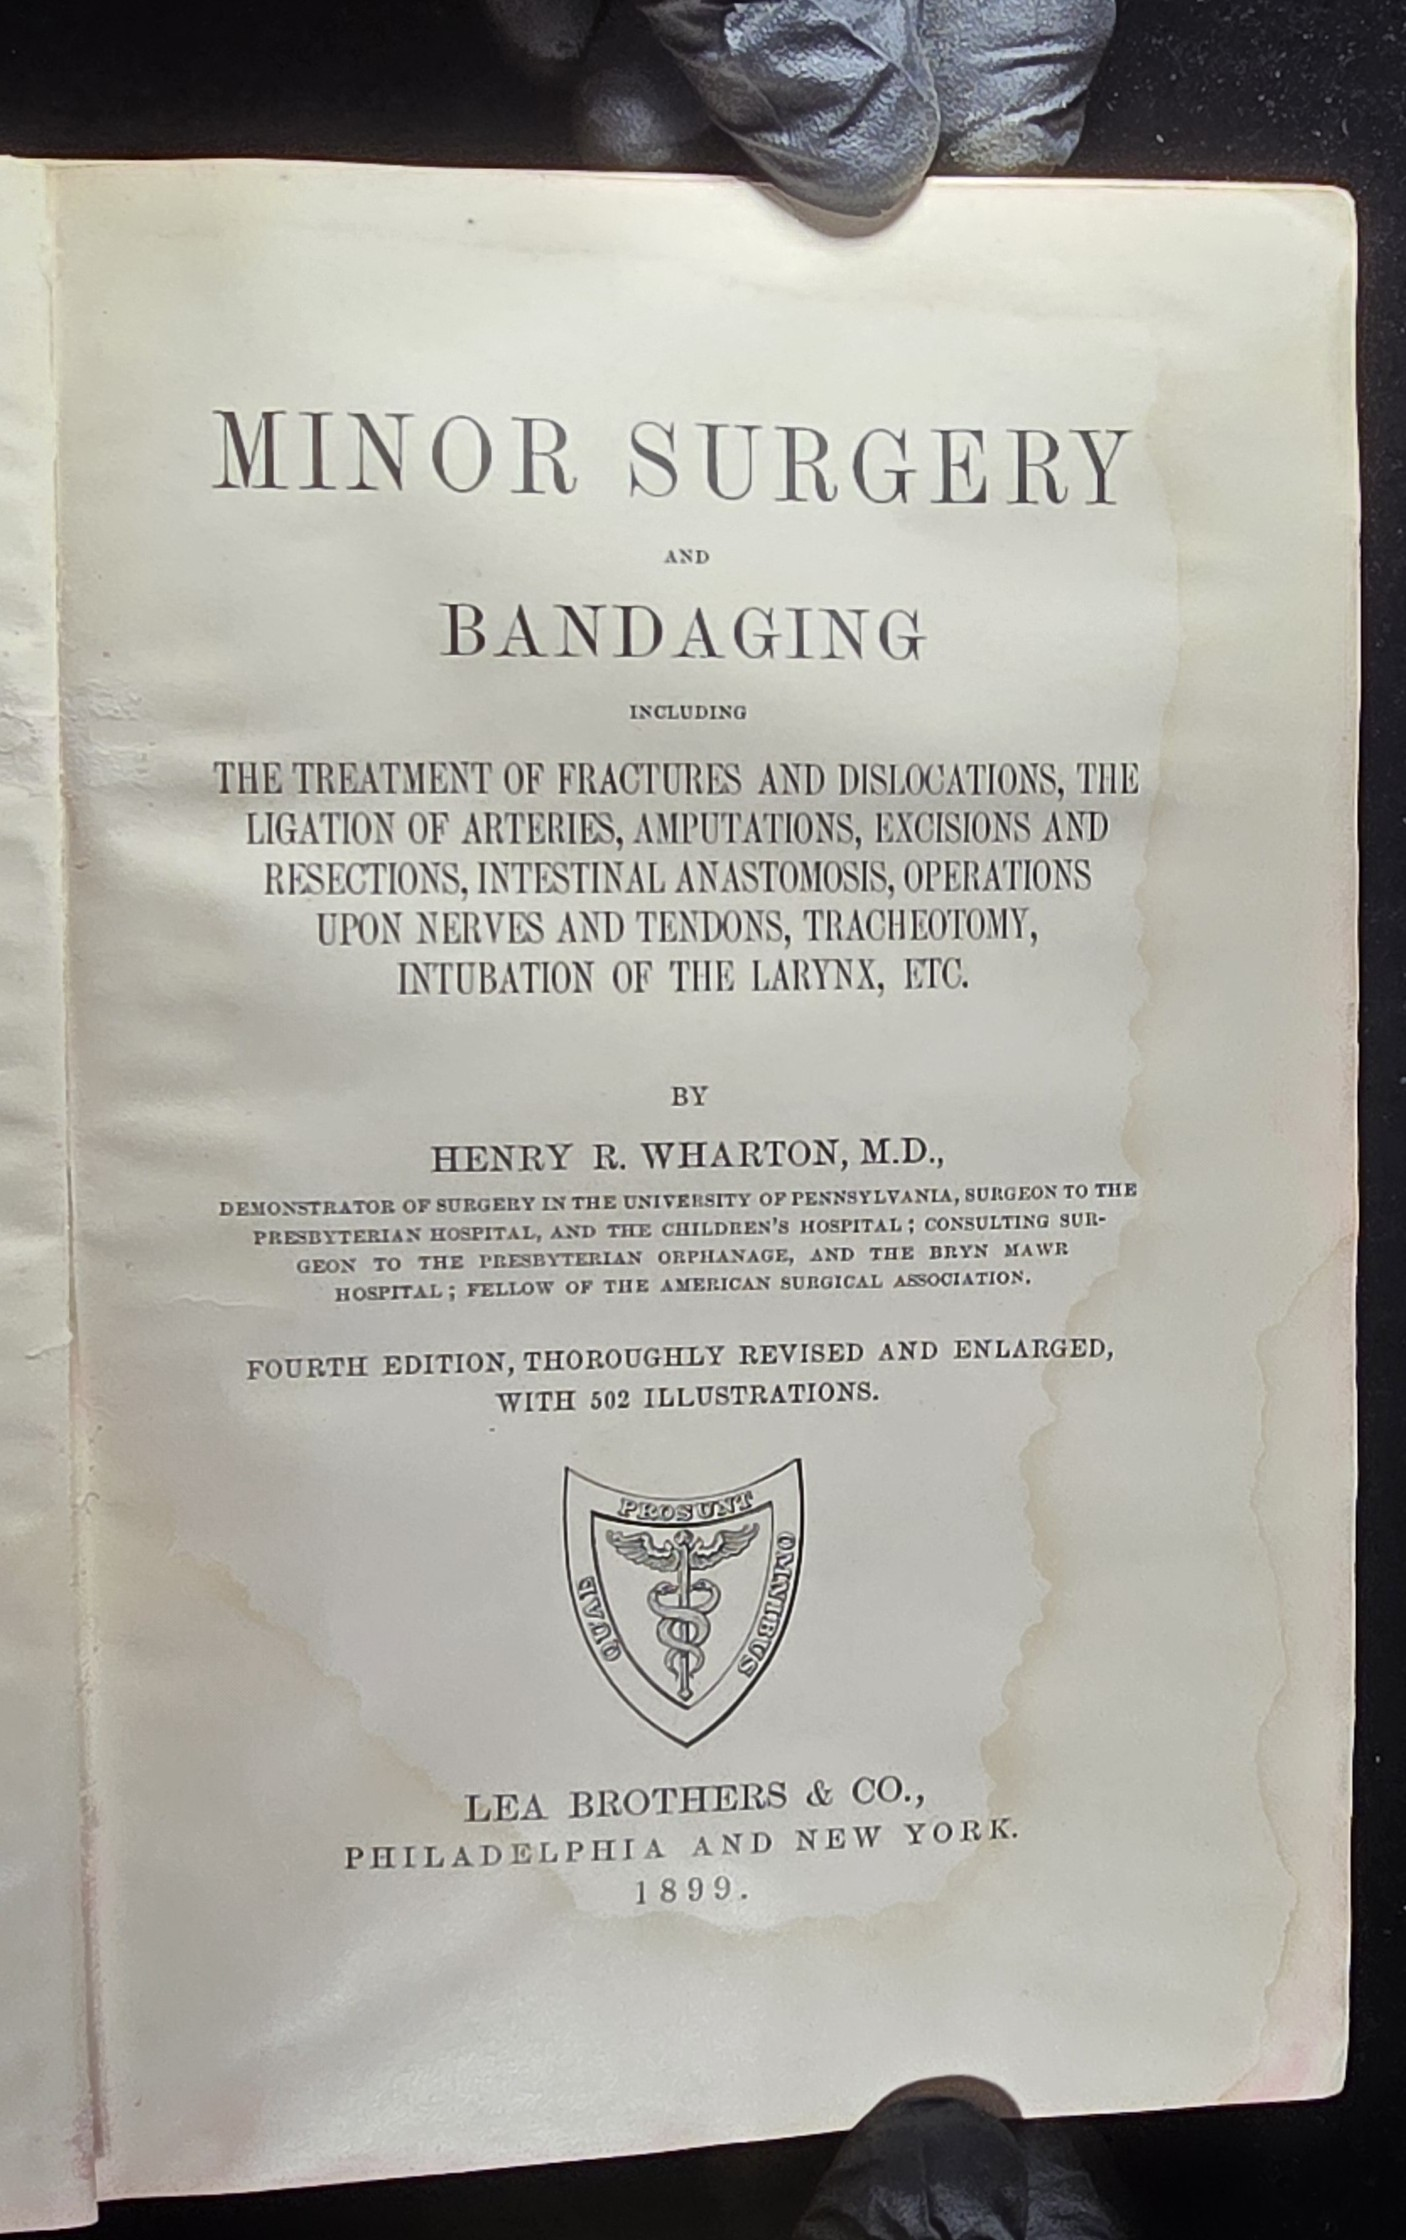 MINOR SURGERY
AND
BANDAGING
INCLUDING
THE TREATMENT OF FRACTURES AND DISLOCATIONS, THE
LIGATION OF ARTERIES, AMPUTATIONS, EXCISIONS AND
RESECTIONS, INTESTINAL ANASTOMOSIS, OPERATIONS
UPON NERVES AND TENDONS, TRACHEOTOMY,
INTUBATION OF THE LARYNX, ETC.
BY
HENRY R. WHARTON, M.D.,
DEMONSTRATOR OF SURGERY IN THE UNIVERSITY OF PENNSYLVANIA, SURGEON TO THE
PRESBYTERIAN HOSPITAL, AND THE CHILDREN'S HOSPITAL; CONSULTING SUR-
GEON TO THE PRESBYTERIAN ORPHANAGE, AND THE BRYN MAWR
HOSPITAL; FELLOW OF THE AMERICAN SURGICAL ASSOCIATION.
FOURTH EDITION, THOROUGHLY REVISED AND ENLARGED,
WITH 502 ILLUSTRATIONS.
QUAE
PROSUNT
OMNIBUS
LEA BROTHERS & CO.,
PHILADELPHIA AND NEW YORK.
1899.